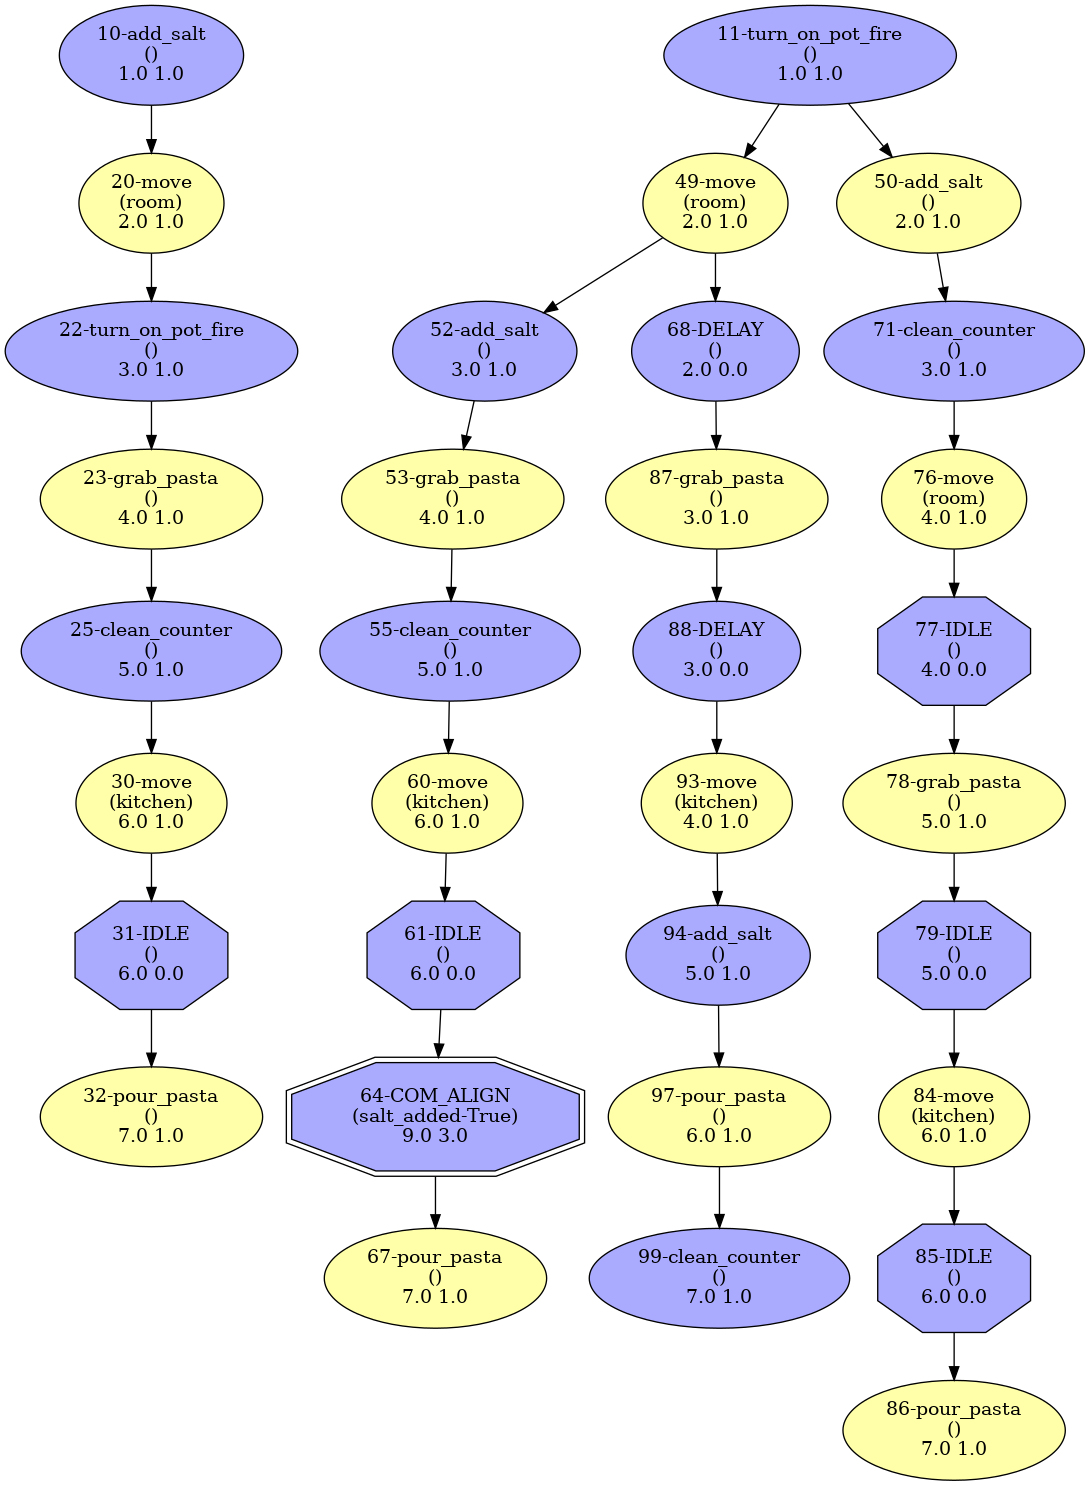 10-add_salt
()
1.0 1.0
11-turn_on_pot_fire
()
1.0 1.0
20-move
(room)
2.0 1.0
49-move
(room)
2.0 1.0
50-add_salt
()
2.0 1.0
22-turn_on_pot_fire
()
3.0 1.0
52-add_salt
()
3.0 1.0
68-DELAY
()
2.0 0.0
71-clean_counter
()
3.0 1.0
23-grab_pasta
()
4.0 1.0
53-grab_pasta
()
4.0 1.0
87-grab_pasta
()
3.0 1.0
76-move
(room)
4.0 1.0
25-clean_counter
()
5.0 1.0
55-clean_counter
()
5.0 1.0
88-DELAY
()
3.0 0.0
77-IDLE
()
4.0 0.0
30-move
(kitchen)
6.0 1.0
60-move
(kitchen)
6.0 1.0
93-move
(kitchen)
4.0 1.0
78-grab_pasta
()
5.0 1.0
31-IDLE
()
6.0 0.0
61-IDLE
()
6.0 0.0
94-add_salt
()
5.0 1.0
79-IDLE
()
5.0 0.0
32-pour_pasta
()
7.0 1.0
64-COM_ALIGN
(salt_added-True)
9.0 3.0
97-pour_pasta
()
6.0 1.0
84-move
(kitchen)
6.0 1.0
67-pour_pasta
()
7.0 1.0
99-clean_counter
()
7.0 1.0
85-IDLE
()
6.0 0.0
86-pour_pasta
()
7.0 1.0